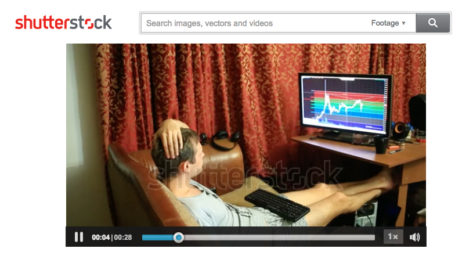 shutterstock
Search images, vectors and videos
Footage ▾
shutterstock
00:04 | 00:28
1x